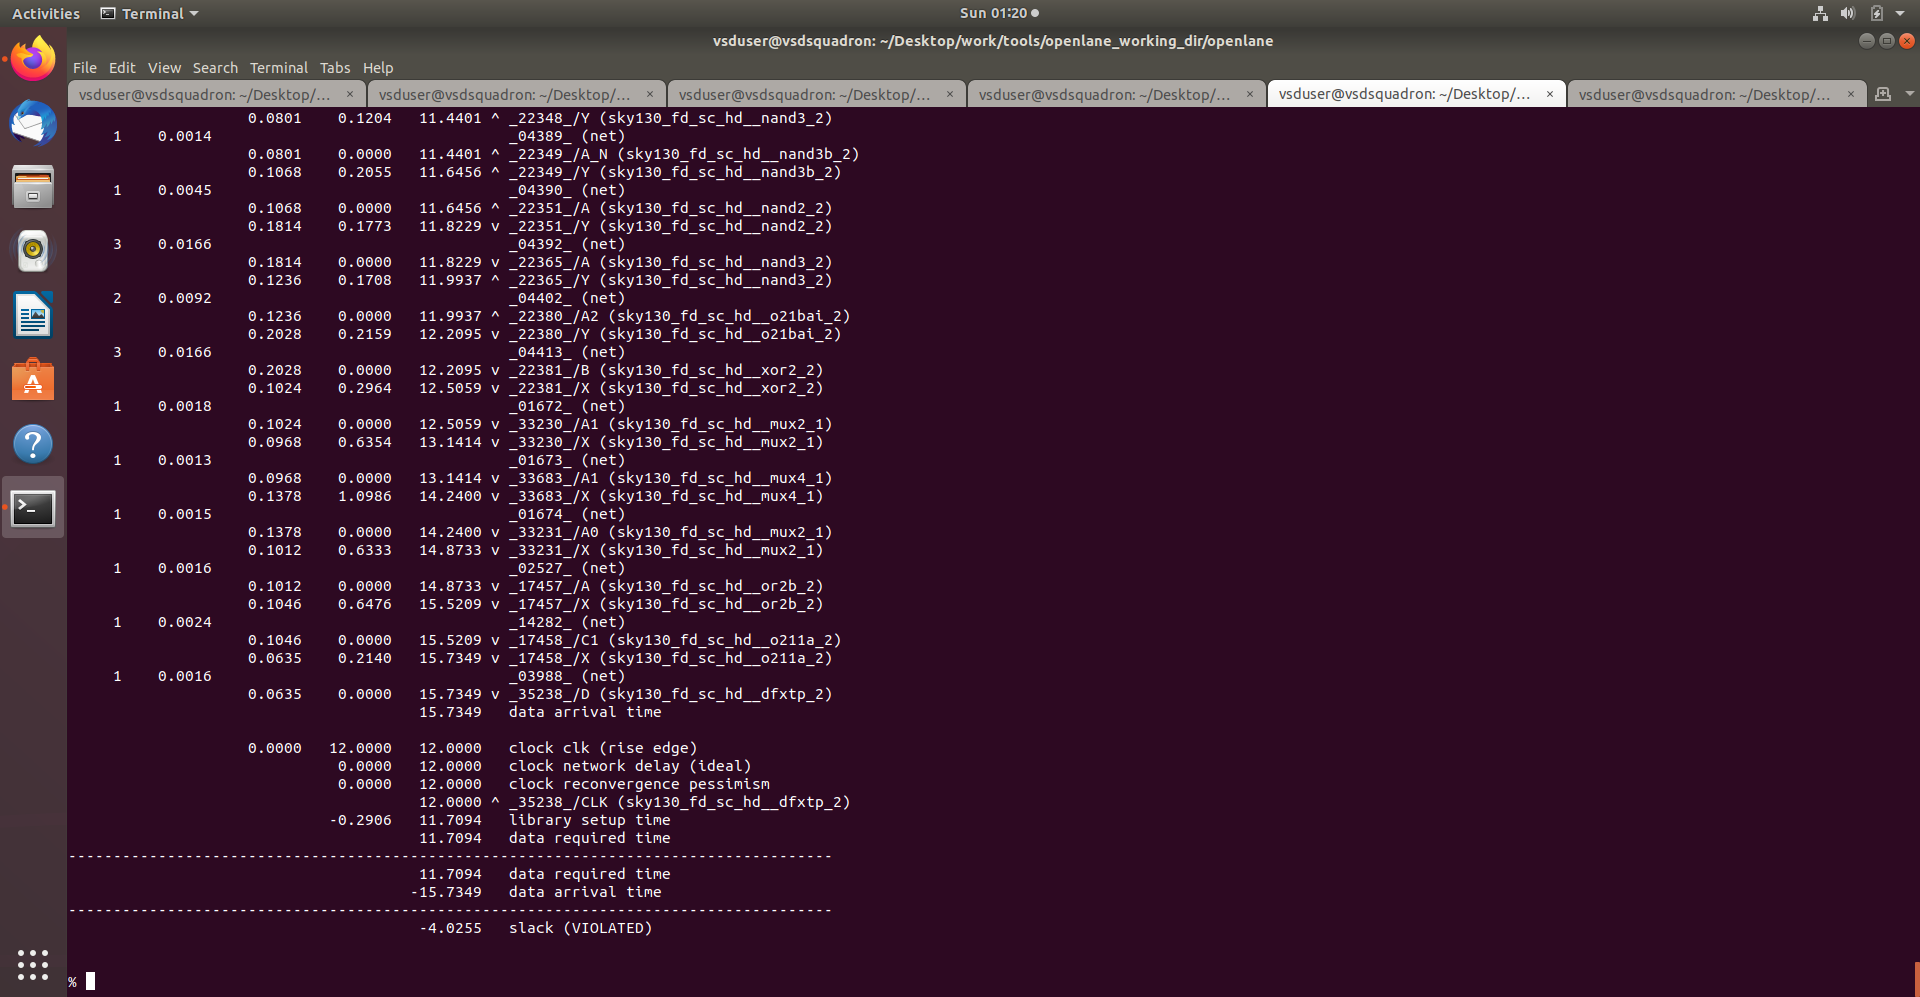 Activities Terminal Sun 01:20
vsduser@vsdsquadron: ~/Desktop/work/tools/openlane_working_dir/openlane
File Edit View Search Terminal Tabs Help
vsduser@vsdsquadron: ~/Desktop/... × vsduser@vsdsquadron: ~/Desktop/... × vsduser@vsdsquadron: ~/Desktop/... × vsduser@vsdsquadron: ~/Desktop/... × vsduser@vsdsquadron: ~/Desktop/... × vsduser@vsdsquadron: ~/Desktop/... ×
0.0801 0.1204 11.4401 ^ _22348_/Y (sky130_fd_sc_hd__nand3_2)
1 0.0014 _04389_ (net)
0.0801 0.0000 11.4401 ^ _22349_/A_N (sky130_fd_sc_hd__nand3b_2)
0.1068 0.2055 11.6456 ^ _22349_/Y (sky130_fd_sc_hd__nand3b_2)
1 0.0045 _04390_ (net)
0.1068 0.0000 11.6456 ^ _22351_/A (sky130_fd_sc_hd__nand2_2)
0.1814 0.1773 11.8229 v _22351_/Y (sky130_fd_sc_hd__nand2_2)
3 0.0166 _04392_ (net)
0.1814 0.0000 11.8229 v _22365_/A (sky130_fd_sc_hd__nand3_2)
0.1236 0.1708 11.9937 ^ _22365_/Y (sky130_fd_sc_hd__nand3_2)
2 0.0092 _04402_ (net)
0.1236 0.0000 11.9937 ^ _22380_/A2 (sky130_fd_sc_hd__o21bai_2)
0.2028 0.2159 12.2095 v _22380_/Y (sky130_fd_sc_hd__o21bai_2)
3 0.0166 _04413_ (net)
0.2028 0.0000 12.2095 v _22381_/B (sky130_fd_sc_hd__xor2_2)
0.1024 0.2964 12.5059 v _22381_/X (sky130_fd_sc_hd__xor2_2)
1 0.0018 _01672_ (net)
0.1024 0.0000 12.5059 v _33230_/A1 (sky130_fd_sc_hd__mux2_1)
0.0968 0.6354 13.1414 v _33230_/X (sky130_fd_sc_hd__mux2_1)
1 0.0013 _01673_ (net)
0.0968 0.0000 13.1414 v _33683_/A1 (sky130_fd_sc_hd__mux4_1)
0.1378 1.0986 14.2400 v _33683_/X (sky130_fd_sc_hd__mux4_1)
1 0.0015 _01674_ (net)
0.1378 0.0000 14.2400 v _33231_/A0 (sky130_fd_sc_hd__mux2_1)
0.1012 0.6333 14.8733 v _33231_/X (sky130_fd_sc_hd__mux2_1)
1 0.0016 _02527_ (net)
0.1012 0.0000 14.8733 v _17457_/A (sky130_fd_sc_hd__or2b_2)
0.1046 0.6476 15.5209 v _17457_/X (sky130_fd_sc_hd__or2b_2)
1 0.0024 _14282_ (net)
0.1046 0.0000 15.5209 v _17458_/C1 (sky130_fd_sc_hd__o211a_2)
0.0635 0.2140 15.7349 v _17458_/X (sky130_fd_sc_hd__o211a_2)
1 0.0016 _03988_ (net)
0.0635 0.0000 15.7349 v _35238_/D (sky130_fd_sc_hd__dfxtp_2)
15.7349 data arrival time
0.0000 12.0000 12.0000 clock clk (rise edge)
0.0000 12.0000 clock network delay (ideal)
0.0000 12.0000 clock reconvergence pessimism
12.0000 ^ _35238_/CLK (sky130_fd_sc_hd__dfxtp_2)
-0.2906 11.7094 library setup time
11.7094 data required time
-------------------------------------------------------------------------------------
11.7094 data required time
-15.7349 data arrival time
-------------------------------------------------------------------------------------
-4.0255 slack (VIOLATED)
%